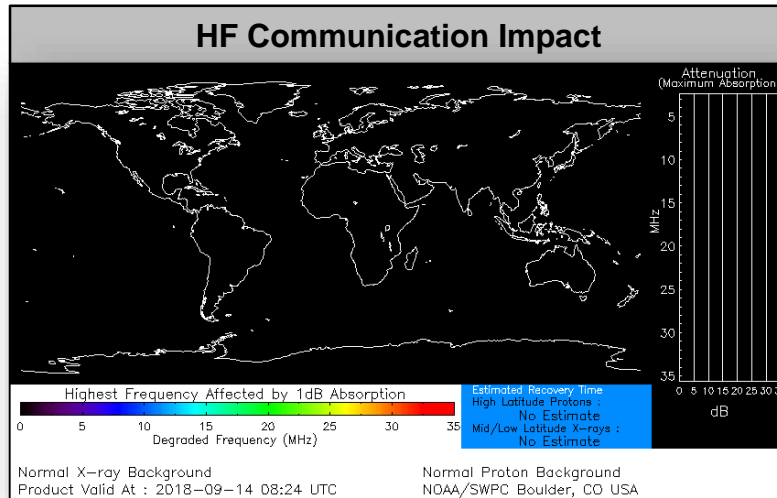 HF Communication Impact
Attenuation
(Maximum Absorption
5
10
15
20
25
30
35
MHz
0 5 10 15 20 25 30 3
dB
Highest Frequency Affected by 1dB Absorption
0 5 10 15 20 25 30 35
Degraded Frequency (MHz)
Estimated Recovery Time
High Latitude Protons :
No Estimate
Mid/Low Latitude X-rays :
No Estimate
Normal X-ray Background
Product Valid At : 2018-09-14 08:24 UTC
Normal Proton Background
NOAA/SWPC Boulder, CO USA